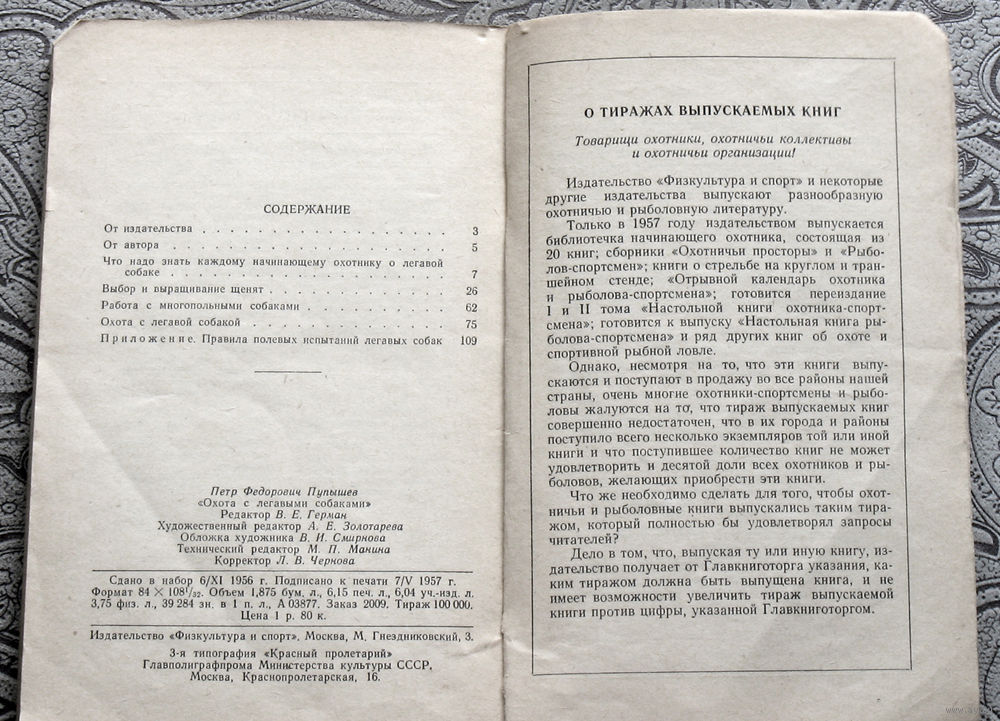 СОДЕРЖАНИЕ
От издательства . . . . . . . . . . . . . . . . . . 3
От автора . . . . . . . . . . . . . . . . . . . . 5
Что надо знать каждому начинающему охотнику о легавой
собаке . . . . . . . . . . . . . . . . . . . . 7
Выбор и выращивание щенят . . . . . . . . . . . . . 26
Работа с многопольными собаками . . . . . . . . . . 62
Охота с легавой собакой . . . . . . . . . . . . . . 75
Приложение. Правила полевых испытаний легавых собак 109
Петр Федорович Пупышев
«Охота с легавыми собаками»
Редактор В. Е. Герман
Художественный редактор А. Е. Золотарева
Обложка художника В. И. Смирнова
Технический редактор М. П. Манина
Корректор Л. В. Чернова
Сдано в набор 6/XI 1956 г. Подписано к печати 7/V 1957 г.
Формат 84 × 108¹/₃₂. Объем 1,875 бум. л., 6,15 печ. л., 6,04 уч.-изд. л.
3,75 физ. л., 39 284 зн. в 1 п. л., А 03877. Заказ 2009. Тираж 100 000.
Цена 1 р. 80 к.
Издательство «Физкультура и спорт». Москва, М. Гнездниковский, 3.
3-я типография «Красный пролетарий»
Главполиграфпрома Министерства культуры СССР.
Москва, Краснопролетарская, 16.
О ТИРАЖАХ ВЫПУСКАЕМЫХ КНИГ
Товарищи охотники, охотничьи коллективы
и охотничьи организации!
Издательство «Физкультура и спорт» и некоторые
другие издательства выпускают разнообразную
охотничью и рыболовную литературу.
Только в 1957 году издательством выпускается
библиотечка начинающего охотника, состоящая из
20 книг; сборники «Охотничьи просторы» и «Рыбо-
лов-спортсмен»; книги о стрельбе на круглом и тран-
шейном стенде; «Отрывной календарь охотника
и рыболова-спортсмена»; готовится переиздание
I и II тома «Настольной книги охотника-спорт-
смена»; готовится к выпуску «Настольная книга ры-
болова-спортсмена» и ряд других книг об охоте и
спортивной рыбной ловле.
Однако, несмотря на то, что эти книги выпу-
скаются и поступают в продажу во все районы нашей
страны, очень многие охотники-спортсмены и рыбо-
ловы жалуются на то, что тираж выпускаемых книг
совершенно недостаточен, что в их города и районы
поступило всего несколько экземпляров той или иной
книги и что поступившее количество книг не может
удовлетворить и десятой доли всех охотников и ры-
боловов, желающих приобрести эти книги.
Что же необходимо сделать для того, чтобы охот-
ничьи и рыболовные книги выпускались таким тира-
жом, который полностью бы удовлетворял запросы
читателей?
Дело в том, что, выпуская ту или иную книгу, из-
дательство получает от Главкниготорга указания, ка-
ким тиражом должна быть выпущена книга, и не
имеет возможности увеличить тираж выпускаемой
книги против цифры, указанной Главкниготоргом.